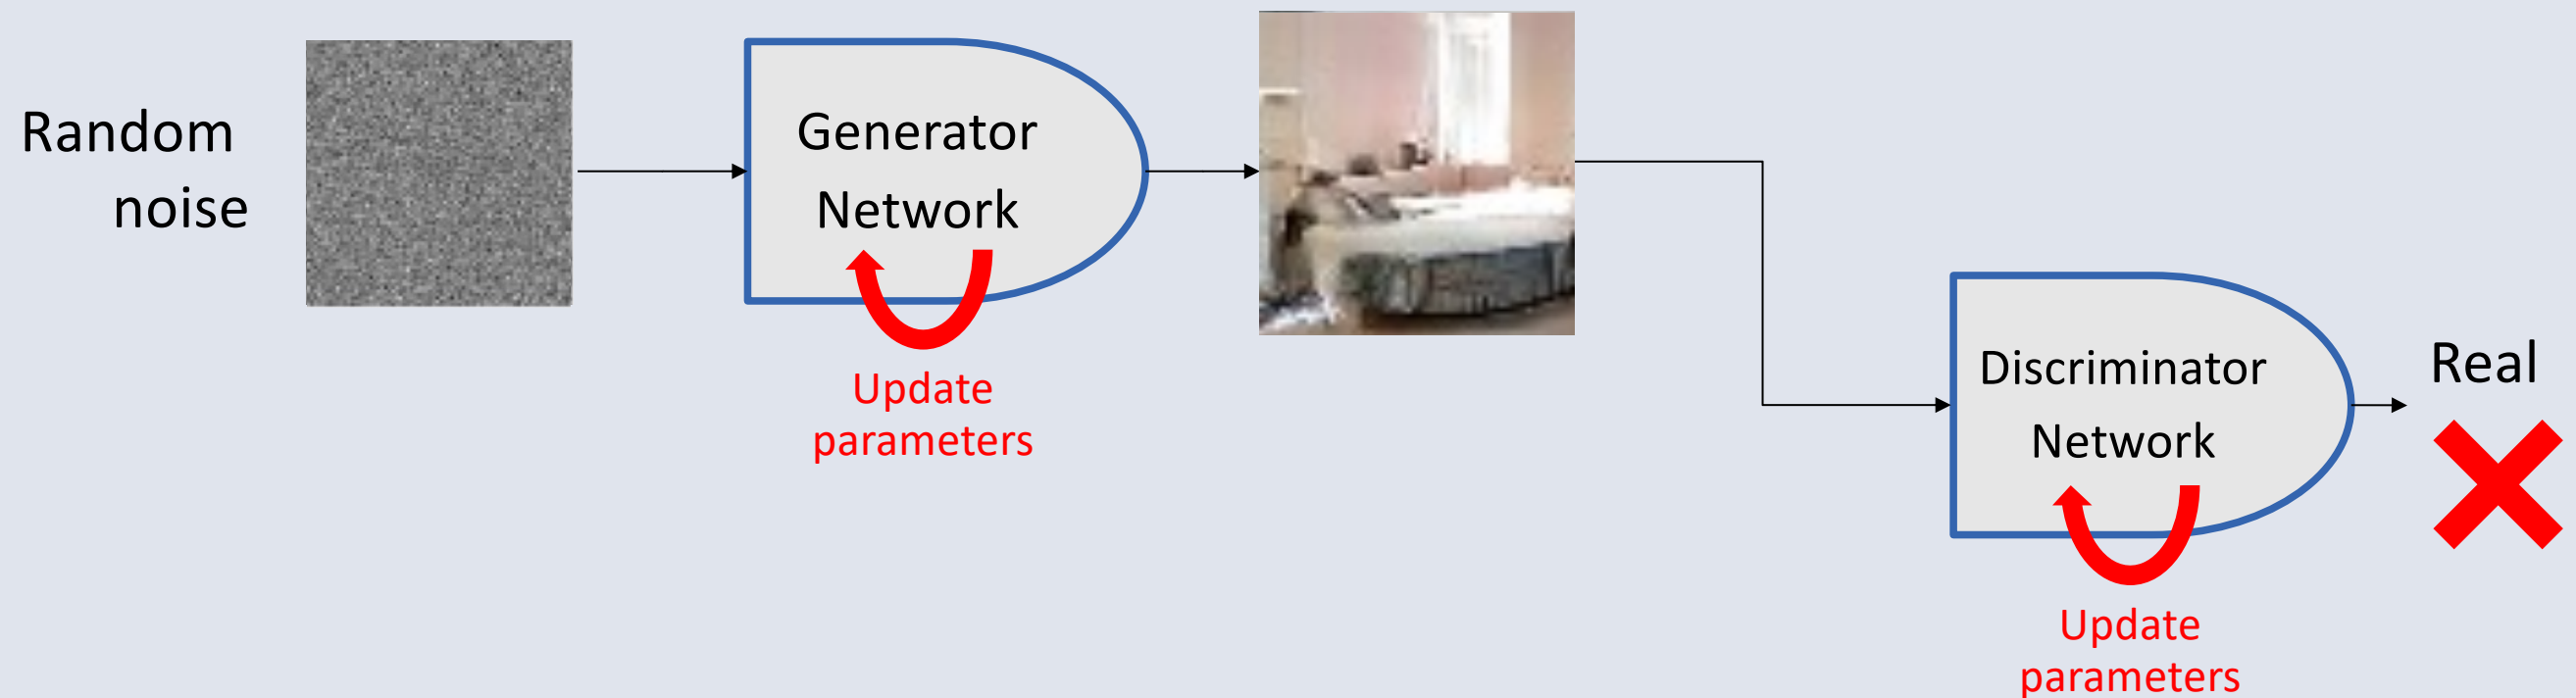 Random
noise
Generator
Network
Update
parameters
Discriminator
Network
Update
parameters
Real